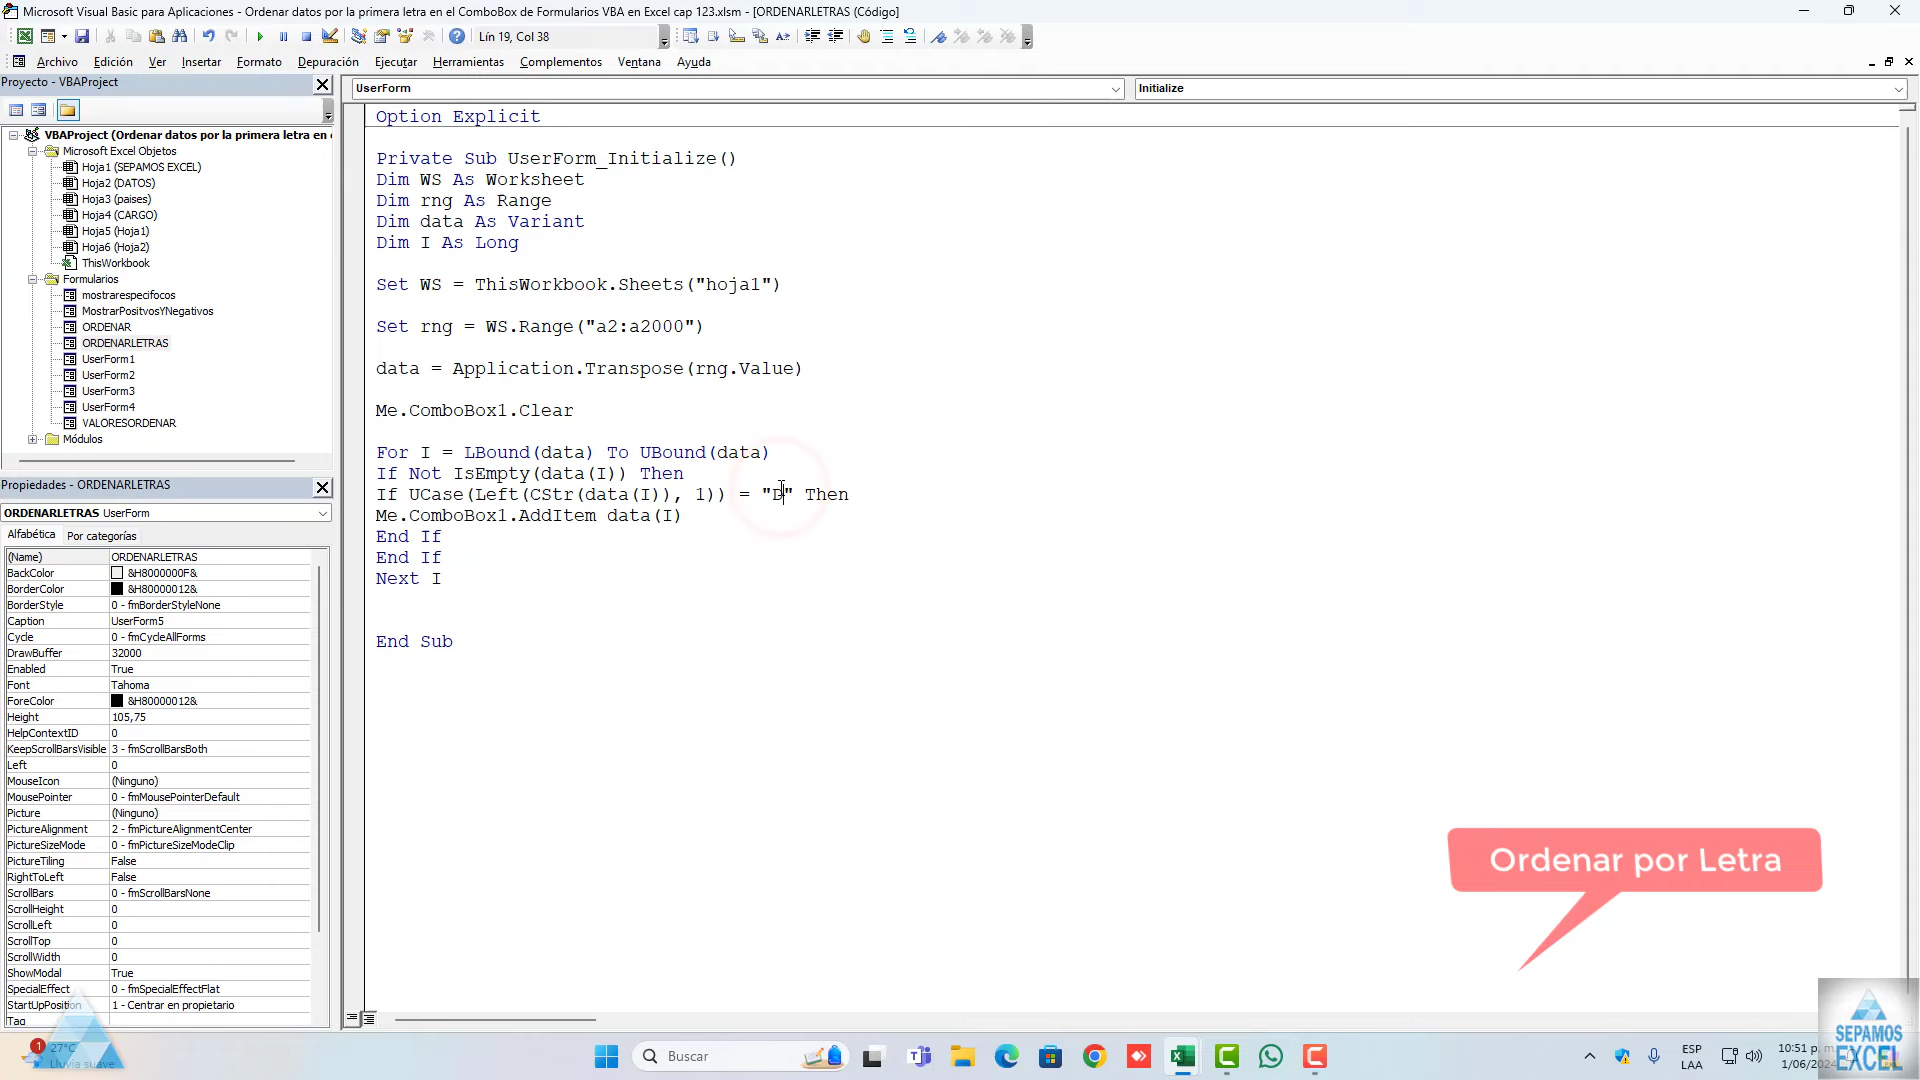 Microsoft Visual Basic para Aplicaciones - Ordenar datos por la primera letra en el ComboBox de Formularios VBA en Excel cap 123.xlsm - [ORDENARLETRAS (Código)]
Lín 19, Col 38
Archivo Edición Ver Insertar Formato Depuración Ejecutar Herramientas Complementos Ventana Ayuda
Proyecto - VBAProject
VBAProject (Ordenar datos por la primera letra en
Microsoft Excel Objetos
Hoja1 (SEPAMOS EXCEL)
Hoja2 (DATOS)
Hoja3 (paises)
Hoja4 (CARGO)
Hoja5 (Hoja1)
Hoja6 (Hoja2)
ThisWorkbook
Formularios
mostrarespecifocos
MostrarPositvosYNegativos
ORDENAR
ORDENARLETRAS
UserForm1
UserForm2
UserForm3
UserForm4
VALORESORDENAR
Módulos
Propiedades - ORDENARLETRAS
ORDENARLETRAS UserForm
Alfabética Por categorías
(Name) ORDENARLETRAS
BackColor &H8000000F&
BorderColor &H80000012&
BorderStyle 0 - fmBorderStyleNone
Caption UserForm5
Cycle 0 - fmCycleAllForms
DrawBuffer 32000
Enabled True
Font Tahoma
ForeColor &H80000012&
Height 105,75
HelpContextID 0
KeepScrollBarsVisible 3 - fmScrollBarsBoth
Left 0
MouseIcon (Ninguno)
MousePointer 0 - fmMousePointerDefault
Picture (Ninguno)
PictureAlignment 2 - fmPictureAlignmentCenter
PictureSizeMode 0 - fmPictureSizeModeClip
PictureTiling False
RightToLeft False
ScrollBars 0 - fmScrollBarsNone
ScrollHeight 0
ScrollLeft 0
ScrollTop 0
ScrollWidth 0
ShowModal True
SpecialEffect 0 - fmSpecialEffectFlat
StartUpPosition 1 - Centrar en propietario
Tag
UserForm Initialize
Option Explicit
Private Sub UserForm_Initialize()
Dim WS As Worksheet
Dim rng As Range
Dim data As Variant
Dim I As Long
Set WS = ThisWorkbook.Sheets("hoja1")
Set rng = WS.Range("a2:a2000")
data = Application.Transpose(rng.Value)
Me.ComboBox1.Clear
For I = LBound(data) To UBound(data)
If Not IsEmpty(data(I)) Then
If UCase(Left(CStr(data(I)), 1)) = "D" Then
Me.ComboBox1.AddItem data(I)
End If
End If
Next I
End Sub
Ordenar por Letra
SEPAMOS
EXCEL
1
27°C
Lluvia suave
Buscar
ESP
LAA
10:51 p.
1/06/2024